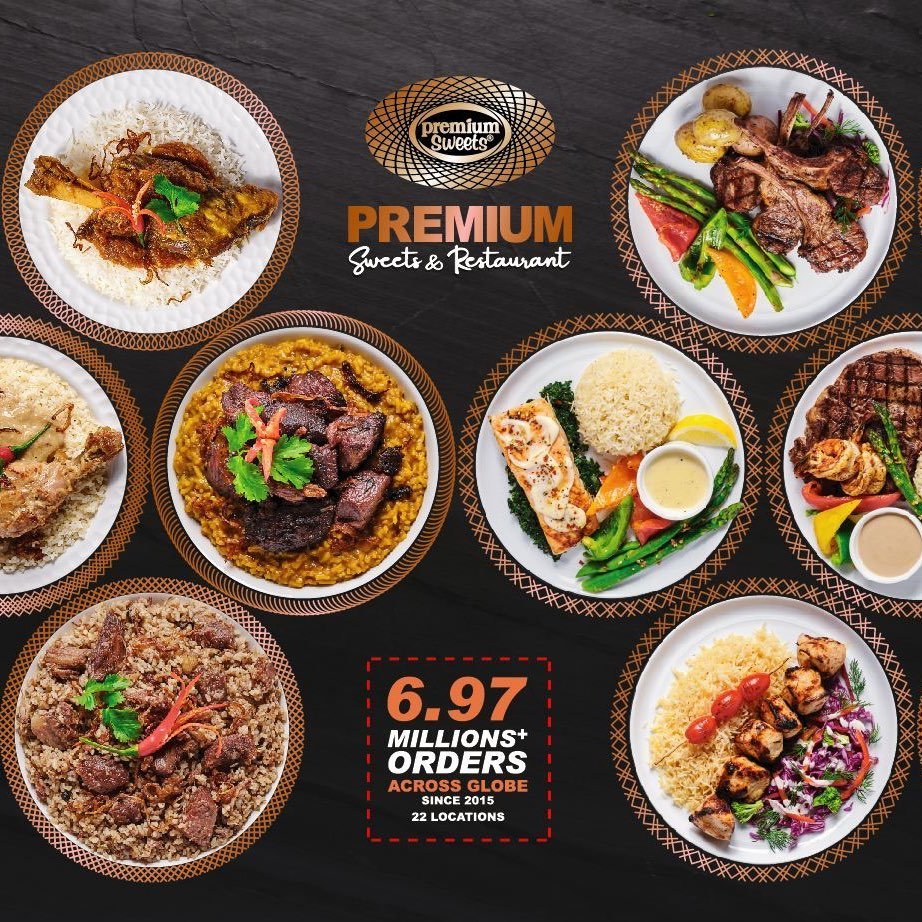 premium
Sweets®
PREMIUM
Sweets & Restaurant
6.97
MILLIONS+
ORDERS
ACROSS GLOBE
SINCE 2015
22 LOCATIONS